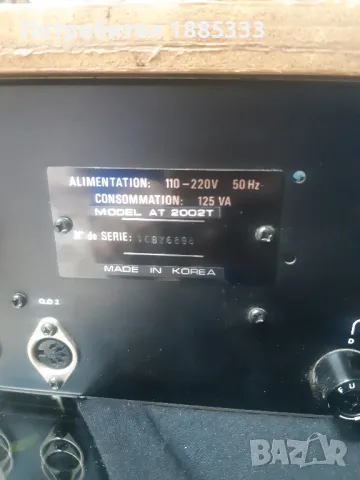 Потребител 1885333
ALIMENTATION: 110-220V 50Hz
CONSOMMATION: 125 VA
MODEL AT 2002T
N° de SERIE:
MADE IN KOREA
BAZAR